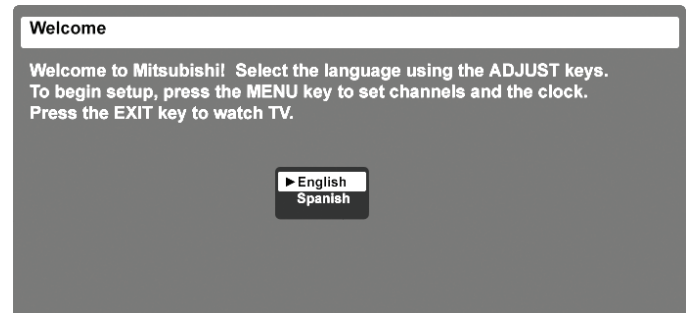 Welcome
Welcome to Mitsubishi! Select the language using the ADJUST keys.
To begin setup, press the MENU key to set channels and the clock.
Press the EXIT key to watch TV.
►English
Spanish